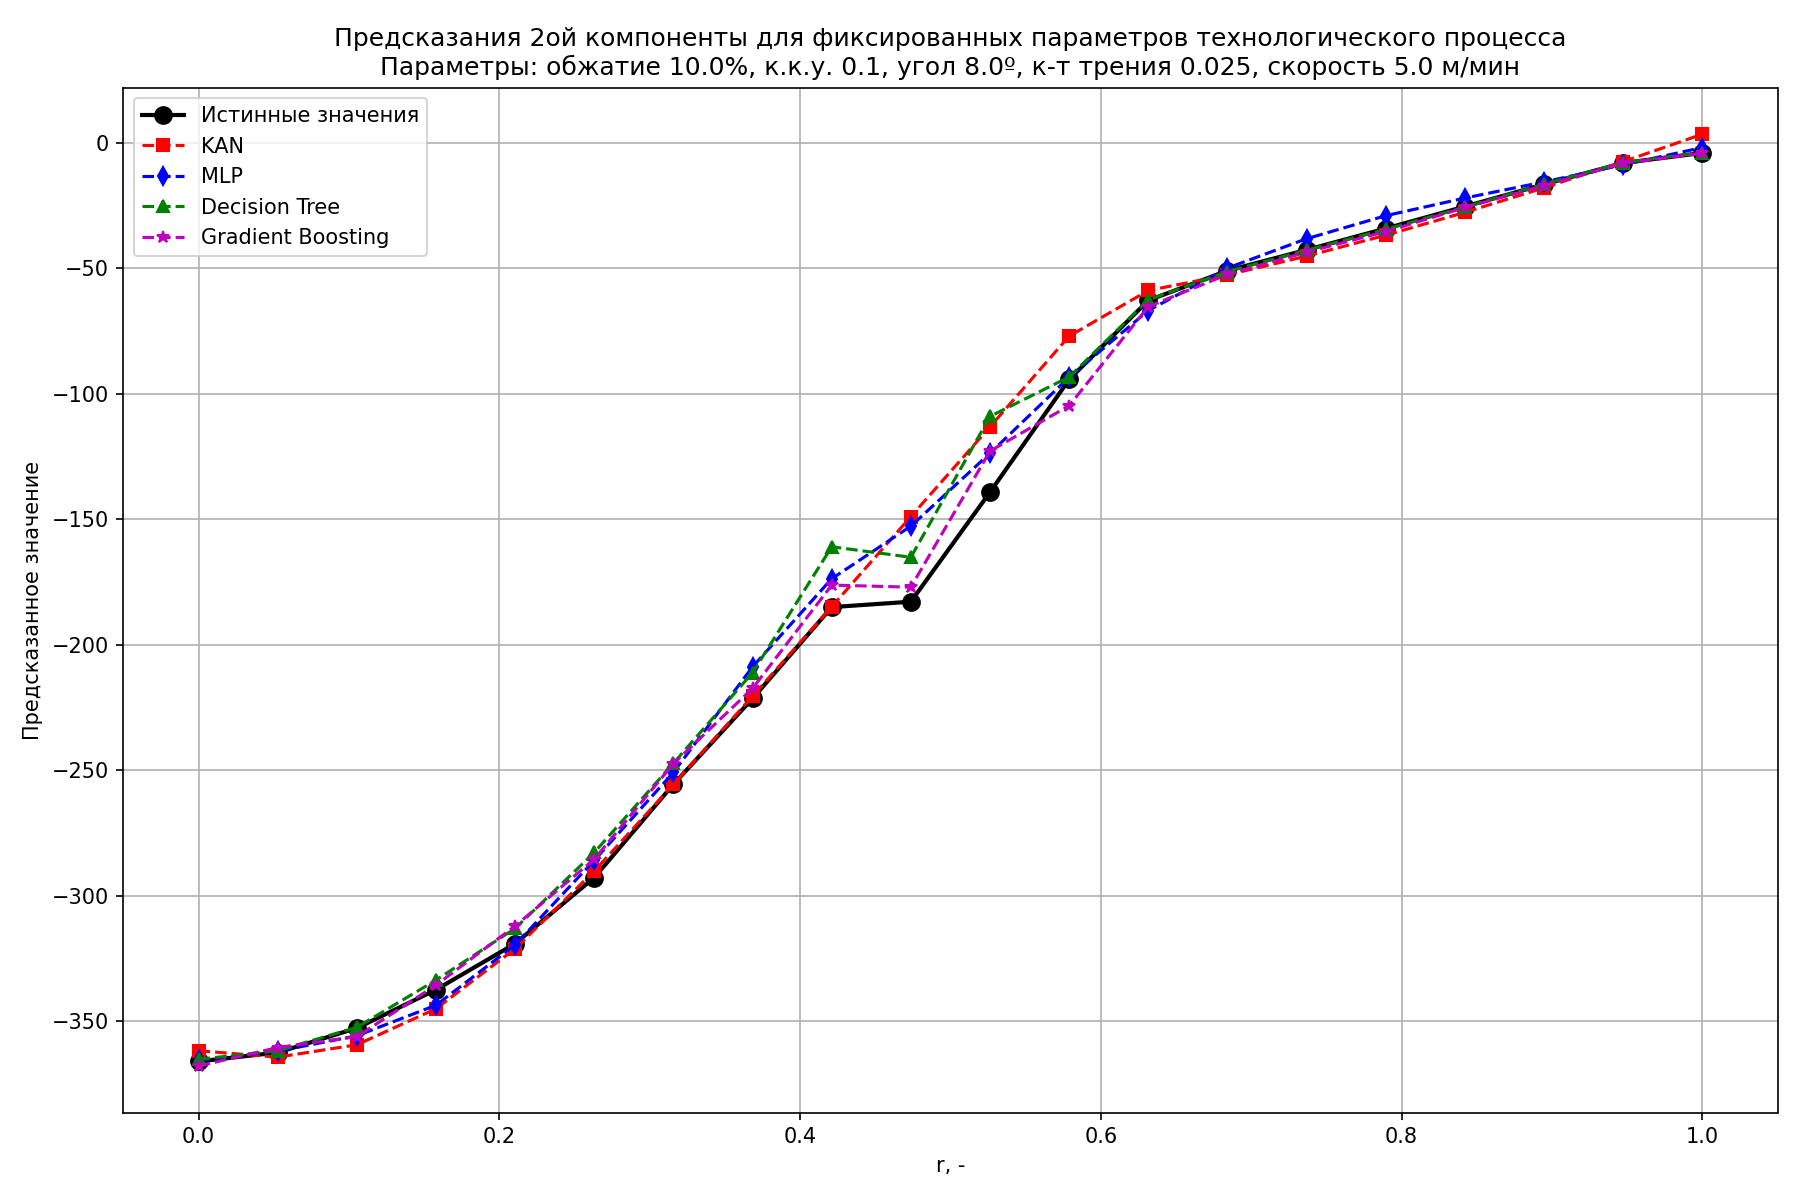 Предсказания 2ой компоненты для фиксированных параметров технологического процесса
Параметры: обжатие 10.0%, к.к.у. 0.1, угол 8.0º, к-т трения 0.025, скорость 5.0 м/мин
Истинные значения
KAN
MLP
Decision Tree
Gradient Boosting
Предсказанное значение
0
−50
−100
−150
−200
−250
−300
−350
0.0 0.2 0.4 0.6 0.8 1.0
r, -